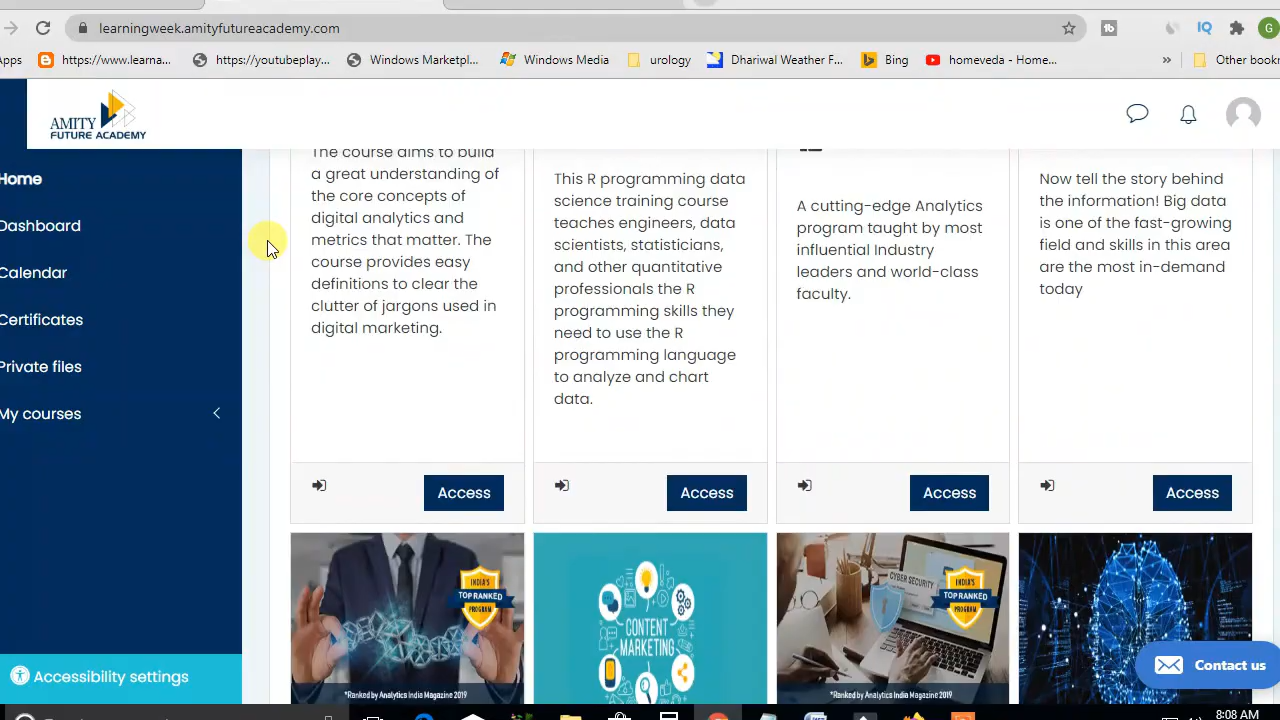 learningweek.amityfutureacademy.com
G
Apps
https://www.learna...
https://youtubeplay...
Windows Marketpl...
Windows Media
urology
Dhariwal Weather F...
Bing
homeveda - Home...
»
Other book
AMITY
FUTURE ACADEMY
Home
Dashboard
Calendar
Certificates
Private files
My courses
Accessibility settings
The course aims to build
a great understanding of
the core concepts of
digital analytics and
metrics that matter. The
course provides easy
definitions to clear the
clutter of jargons used in
digital marketing.
Access
This R programming data
science training course
teaches engineers, data
scientists, statisticians,
and other quantitative
professionals the R
programming skills they
need to use the R
programming language
to analyze and chart
data.
Access
A cutting-edge Analytics
program taught by most
influential Industry
leaders and world-class
faculty.
Access
Now tell the story behind
the information! Big data
is one of the fast-growing
field and skills in this area
are the most in-demand
today
Access
INDIA'S
TOP RANKED
PROGRAM
*Ranked by Analytics India Magazine 2019
CONTENT
MARKETING
CYBER SECURITY
INDIA'S
TOP RANKED
PROGRAM
*Ranked by Analytics India Magazine 2019
Contact us
8:08 AM